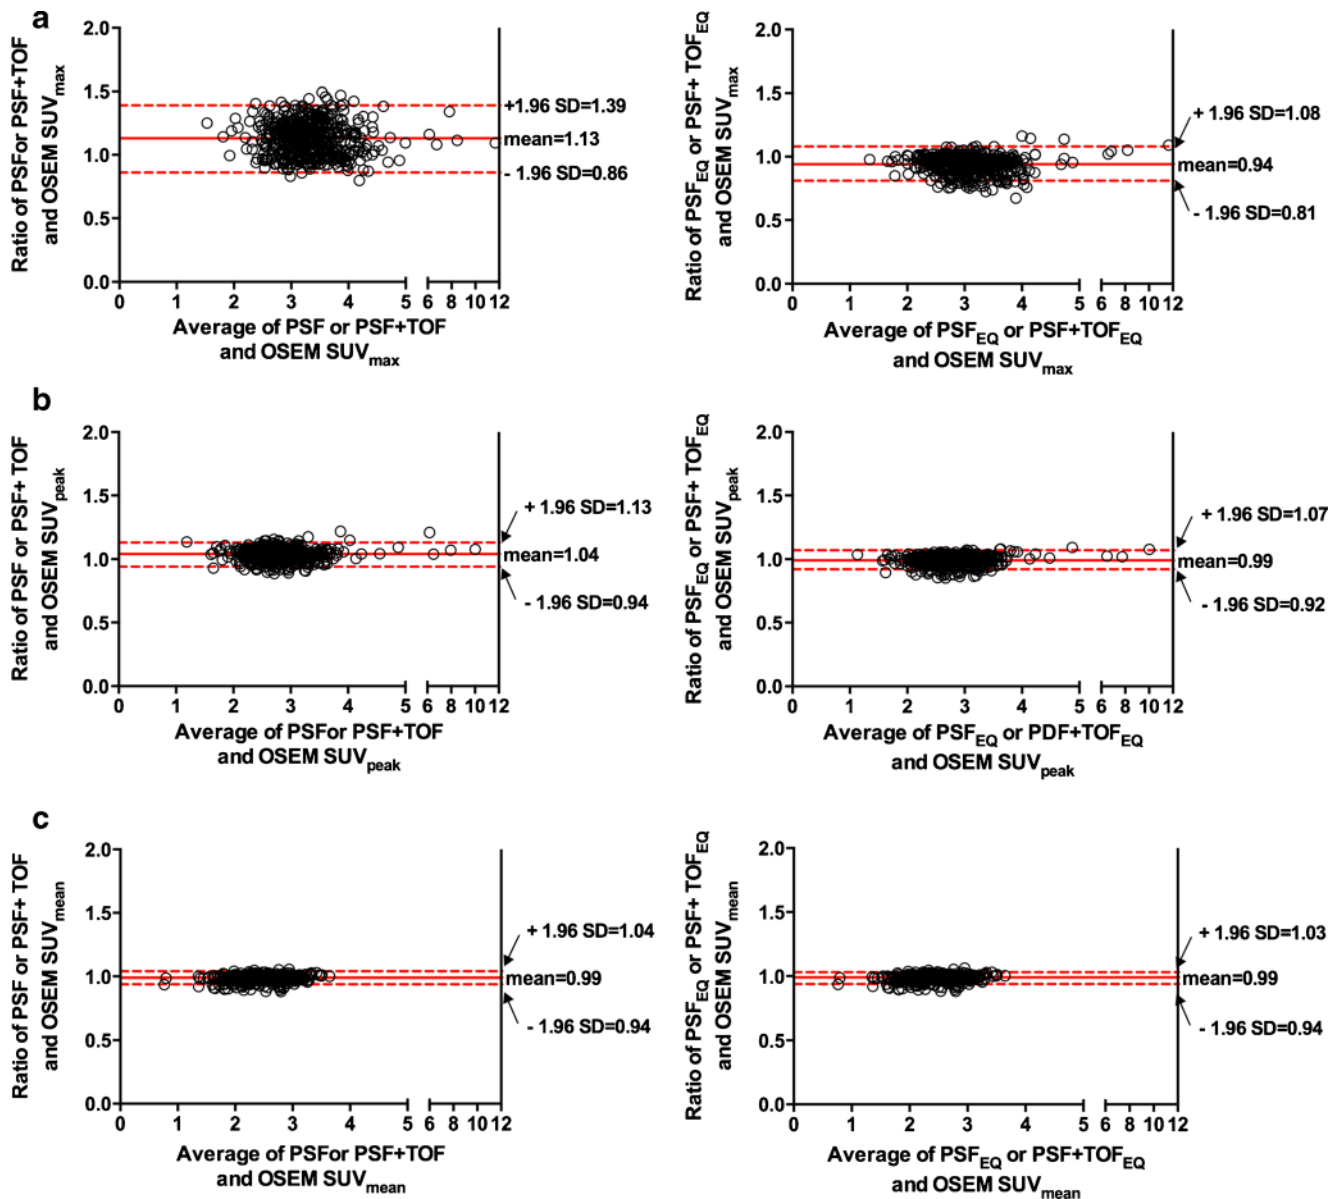 a
Ratio of PSFor PSF+TOF
and OSEM SUVmax
2.0
1.5
1.0
0.5
0.0
0 1 2 3 4 5 6 8 10 12
+1.96 SD=1.39
mean=1.13
- 1.96 SD=0.86
Average of PSF or PSF+TOF
and OSEM SUVmax
Ratio of PSFEQ or PSF+ TOFEQ
and OSEM SUVmax
2.0
1.5
1.0
0.5
0.0
0 1 2 3 4 5 6 8 10 12
+ 1.96 SD=1.08
mean=0.94
- 1.96 SD=0.81
Average of PSFEQ or PSF+TOFEQ
and OSEM SUVmax
b
Ratio of PSF or PSF+ TOF
and OSEM SUVpeak
2.0
1.5
1.0
0.5
0.0
0 1 2 3 4 5 6 8 10 12
+ 1.96 SD=1.13
mean=1.04
- 1.96 SD=0.94
Average of PSFor PSF+TOF
and OSEM SUVpeak
Ratio of PSFEQ or PSF+ TOFEQ
and OSEM SUVpeak
2.0
1.5
1.0
0.5
0.0
0 1 2 3 4 5 6 8 10 12
+ 1.96 SD=1.07
mean=0.99
- 1.96 SD=0.92
Average of PSFEQ or PDF+TOFEQ
and OSEM SUVpeak
c
Ratio of PSF or PSF+ TOF
and OSEM SUVmean
2.0
1.5
1.0
0.5
0.0
0 1 2 3 4 5 6 8 10 12
+ 1.96 SD=1.04
mean=0.99
- 1.96 SD=0.94
Average of PSFor PSF+TOF
and OSEM SUVmean
Ratio of PSFEQ or PSF+ TOFEQ
and OSEM SUVmean
2.0
1.5
1.0
0.5
0.0
0 1 2 3 4 5 6 8 10 12
+ 1.96 SD=1.03
mean=0.99
- 1.96 SD=0.94
Average of PSFEQ or PSF+TOFEQ
and OSEM SUVmean